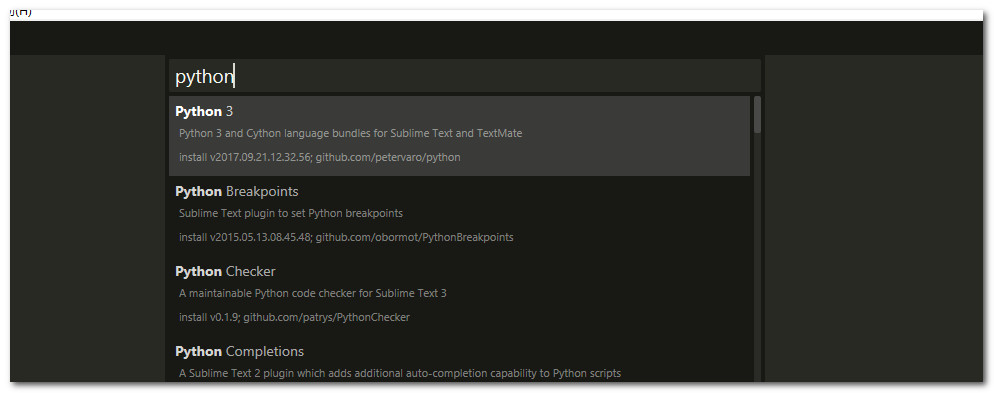 (H)
python
Python 3
Python 3 and Cython language bundles for Sublime Text and TextMate
install v2017.09.21.12.32.56; github.com/petervaro/python
Python Breakpoints
Sublime Text plugin to set Python breakpoints
install v2015.05.13.08.45.48; github.com/obormot/PythonBreakpoints
Python Checker
A maintainable Python code checker for Sublime Text 3
install v0.1.9; github.com/patrys/PythonChecker
Python Completions
A Sublime Text 2 plugin which adds additional auto-completion capability to Python scripts